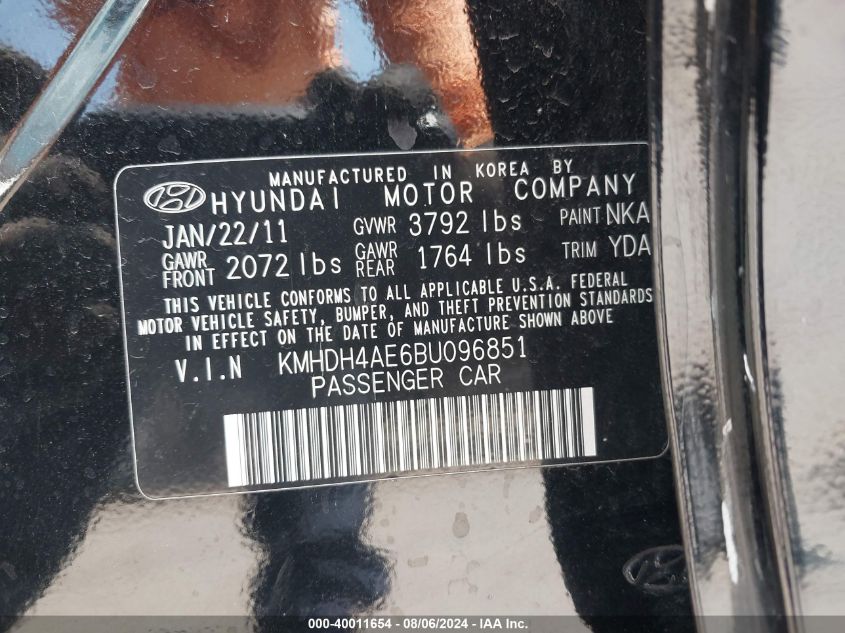 MANUFACTURED IN KOREA BY
HYUNDAI MOTOR COMPANY
JAN/22/11 GVWR 3792 lbs PAINT NKA
GAWR FRONT 2072 lbs GAWR REAR 1764 lbs TRIM YDA
THIS VEHICLE CONFORMS TO ALL APPLICABLE U.S.A. FEDERAL
MOTOR VEHICLE SAFETY, BUMPER, AND THEFT PREVENTION STANDARDS
IN EFFECT ON THE DATE OF MANUFACTURE SHOWN ABOVE
V.I.N KMHDH4AE6BU096851
PASSENGER CAR
000-40011654 - 08/06/2024 - IAA Inc.